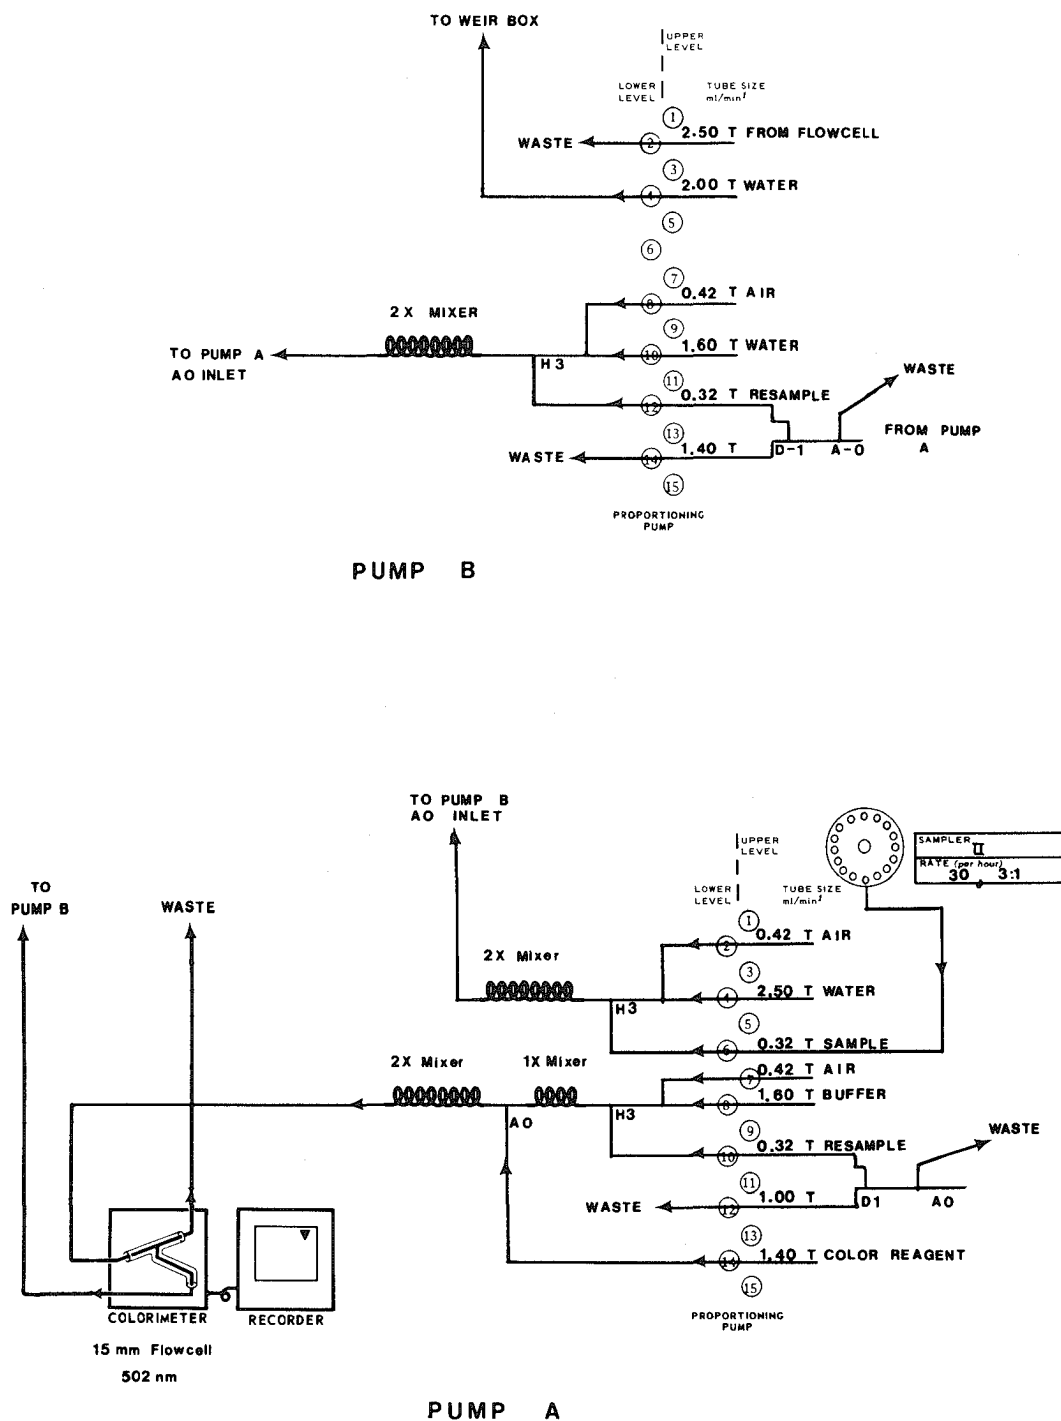 TO WEIR BOX
UPPER
LEVEL
LOWER
LEVEL
TUBE SIZE
ml/min¹
1
WASTE
2
2.50 T FROM FLOWCELL
3
4
2.00 T WATER
5
6
7
8
0.42 T AIR
2X MIXER
9
TO PUMP A
AO INLET
H3
10
1.60 T WATER
11
12
0.32 T RESAMPLE
WASTE
13
D-1 A-0
FROM PUMP
A
WASTE
14
1.40 T
15
PROPORTIONING
PUMP
PUMP B
TO PUMP B
AO INLET
UPPER
LEVEL
LOWER
LEVEL
TUBE SIZE
ml/min¹
SAMPLER II
RATE (per hour)
30, 3:1
TO
PUMP B
WASTE
1
2
0.42 T AIR
2X Mixer
3
H3
4
2.50 T WATER
5
6
0.32 T SAMPLE
2X Mixer
1X Mixer
7
0.42 T AIR
AO
H3
8
1.60 T BUFFER
9
10
0.32 T RESAMPLE
WASTE
11
D1 AO
WASTE
12
1.00 T
13
14
1.40 T COLOR REAGENT
15
PROPORTIONING
PUMP
COLORIMETER
RECORDER
15 mm Flowcell
502 nm
PUMP A